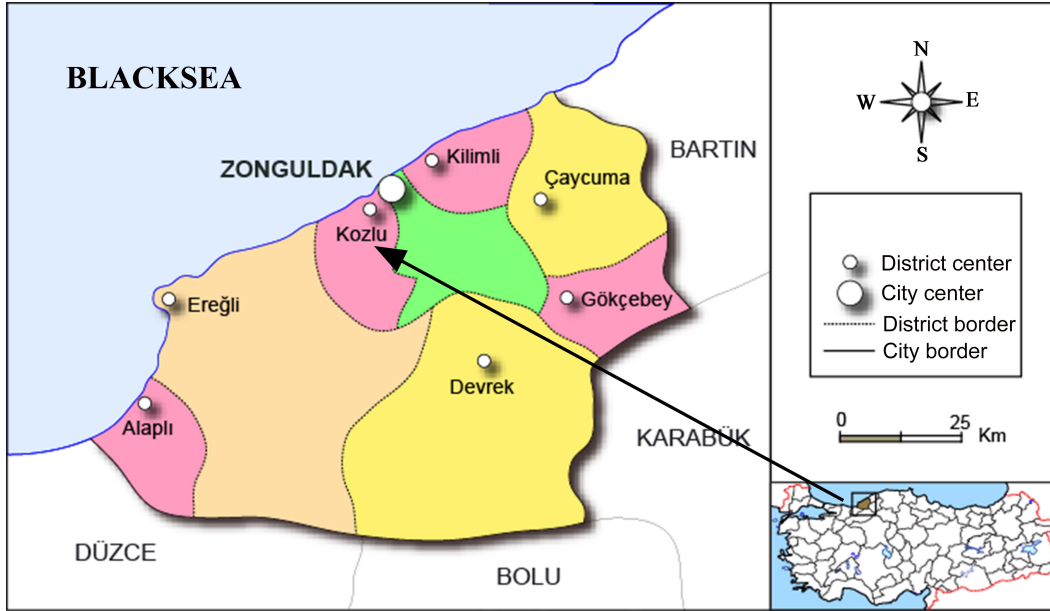 BLACKSEA
ZONGULDAK
Kilimli
Çaycuma
BARTIN
Kozlu
Gökçebey
Ereğli
Devrek
Alaplı
KARABÜK
DÜZCE
BOLU
N
W E
S
District center
City center
District border
City border
0 25
Km